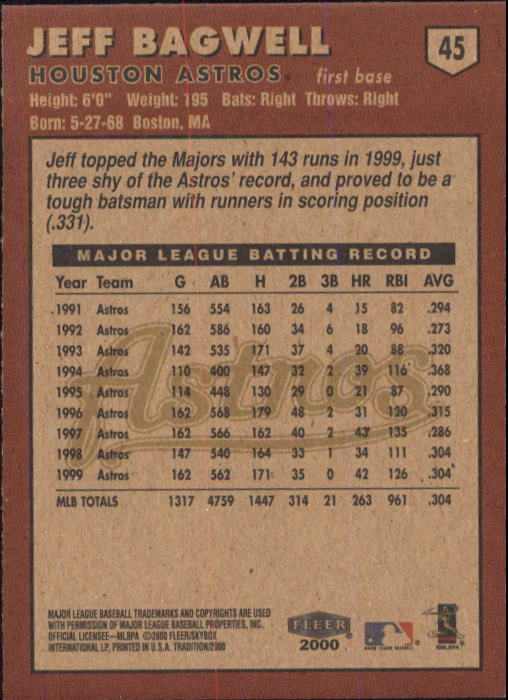 JEFF BAGWELL
45
HOUSTON ASTROS® first base
Height: 6'0" Weight: 195 Bats: Right Throws: Right
Born: 5-27-68 Boston, MA
Jeff topped the Majors with 143 runs in 1999, just
three shy of the Astros' record, and proved to be a
tough batsman with runners in scoring position
(.331).
MAJOR LEAGUE BATTING RECORD
Year Team G AB H 2B 3B HR RBI AVG
1991 Astros 156 554 163 26 4 15 82 .294
1992 Astros 162 586 160 34 6 18 96 .273
1993 Astros 142 535 171 37 4 20 88 .320
1994 Astros 110 400 147 32 2 39 116 .368
1995 Astros 114 448 130 29 0 21 87 .290
1996 Astros 162 568 179 48 2 31 120 .315
1997 Astros 162 566 162 40 2 43 135 .286
1998 Astros 147 540 164 33 1 34 111 .304
1999 Astros 162 562 171 35 0 42 126 .304
MLB TOTALS 1317 4759 1447 314 21 263 961 .304
Astros
MAJOR LEAGUE BASEBALL TRADEMARKS AND COPYRIGHTS ARE USED
WITH PERMISSION OF MAJOR LEAGUE BASEBALL PROPERTIES, INC.
OFFICIAL LICENSEE—MLBPA ©2000 FLEER/SKYBOX
INTERNATIONAL LP, PRINTED IN U.S.A. TRADITION/2000
FLEER
2000
MAJOR LEAGUE BASEBALL
©MLBPA